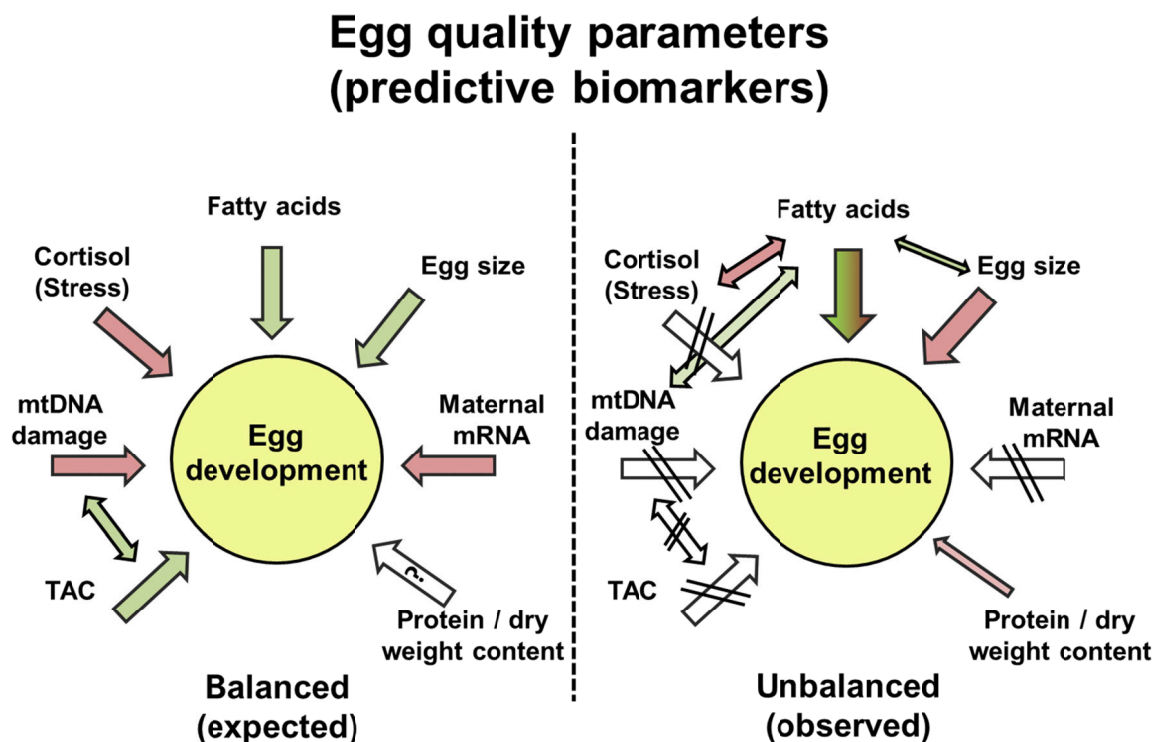 Egg quality parameters
(predictive biomarkers)
Fatty acids
Cortisol
(Stress)
Egg size
mtDNA
damage
Maternal
mRNA
Egg
development
TAC
?
Protein / dry
weight content
Balanced
(expected)
Fatty acids
Cortisol
(Stress)
Egg size
mtDNA
damage
Maternal
mRNA
Egg
development
TAC
Protein / dry
weight content
Unbalanced
(observed)